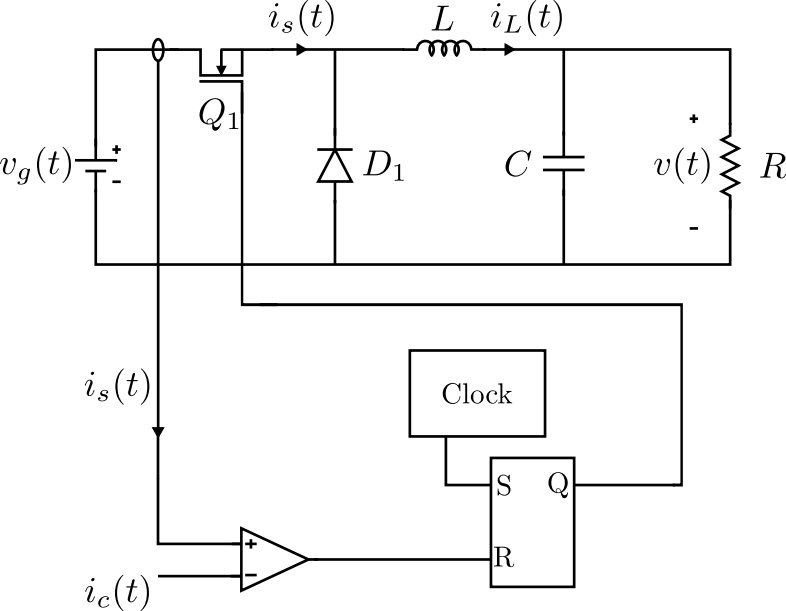 i_s(t)
L
i_L(t)
Q_1
+
v_g(t)
-
D_1
C
+
v(t)
-
R
i_s(t)
Clock
S
Q
+
-
R
i_c(t)